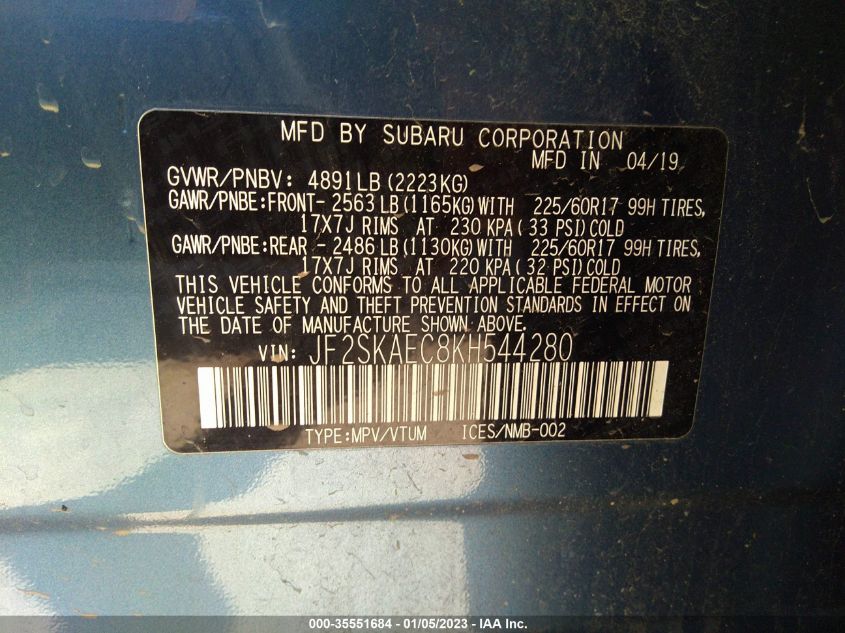 MFD BY SUBARU CORPORATION
MFD IN 04/19
GVWR/PNBV: 4891LB (2223KG)
GAWR/PNBE:FRONT- 2563 LB (1165KG)WITH 225/60R17 99H TIRES,
17X7J RIMS AT 230 KPA( 33 PSI)COLD
GAWR/PNBE:REAR - 2486 LB (1130KG)WITH 225/60R17 99H TIRES,
17X7J RIMS AT 220 KPA( 32 PSI)COLD
THIS VEHICLE CONFORMS TO ALL APPLICABLE FEDERAL MOTOR
VEHICLE SAFETY AND THEFT PREVENTION STANDARDS IN EFFECT ON
THE DATE OF MANUFACTURE SHOWN ABOVE.
VIN: JF2SKAEC8KH544280
TYPE:MPV/VTUM ICES/NMB-002
000-35551684 - 01/05/2023 - IAA Inc.